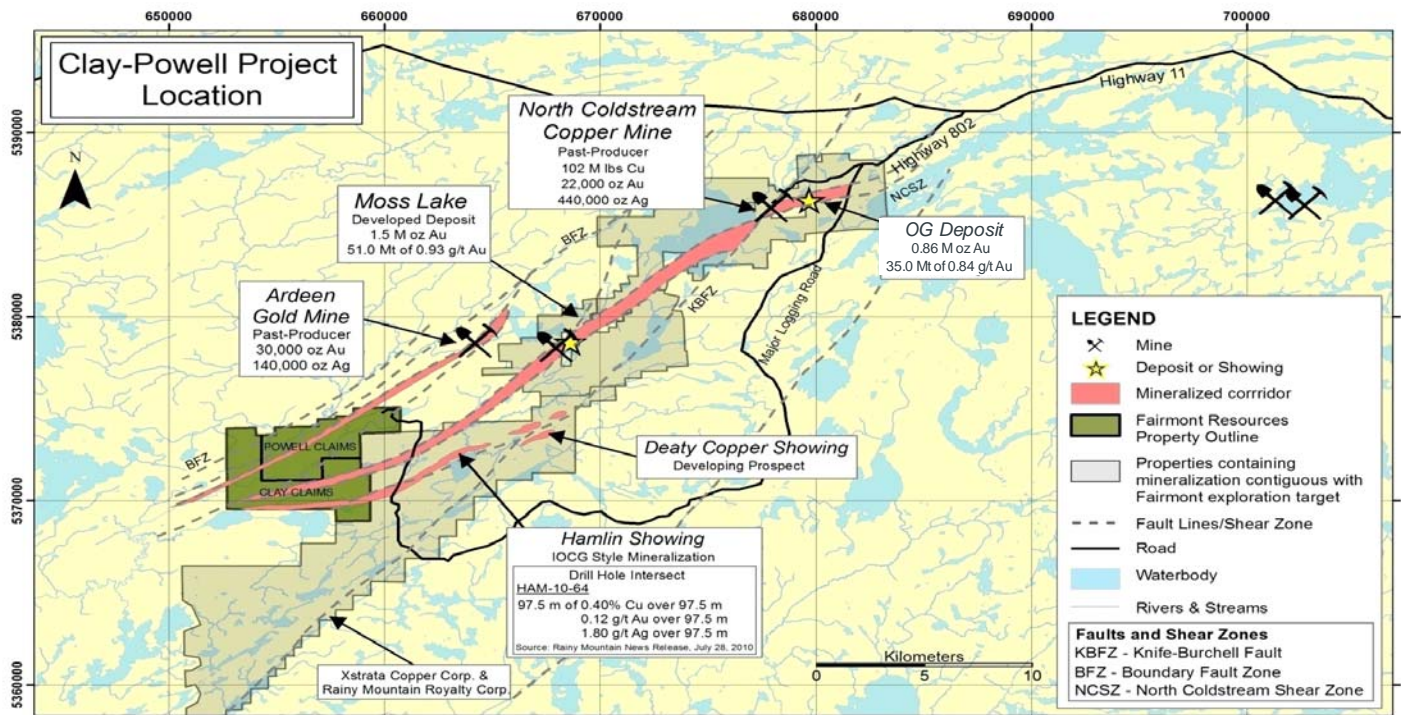 650000
660000
670000
680000
690000
700000
Clay-Powell Project
Location
Highway 11
5390000
North Coldstream
Copper Mine
Past-Producer
102 M lbs Cu
22,000 oz Au
440,000 oz Ag
Highway 802
N
NCSZ
Moss Lake
Developed Deposit
1.5 M oz Au
51.0 Mt of 0.93 g/t Au
BFZ
OG Deposit
0.86 M oz Au
35.0 Mt of 0.84 g/t Au
KBFZ
Major Logging Road
Ardeen
Gold Mine
Past-Producer
30,000 oz Au
140,000 oz Ag
5380000
BFZ
POWELL CLAIMS
CLAY CLAIMS
Deaty Copper Showing
Developing Prospect
5370000
Hamlin Showing
IOCG Style Mineralization
Drill Hole Intersect
HAM-10-64
97.5 m of 0.40% Cu over 97.5 m
0.12 g/t Au over 97.5 m
1.80 g/t Ag over 97.5 m
Source: Rainy Mountain News Release, July 28, 2010
Xstrata Copper Corp. &
Rainy Mountain Royalty Corp.
5360000
Kilometers
0
5
10
LEGEND
Mine
Deposit or Showing
Mineralized corrridor
Fairmont Resources
Property Outline
Properties containing
mineralization contiguous with
Fairmont exploration target
Fault Lines/Shear Zone
Road
Waterbody
Rivers & Streams
Faults and Shear Zones
KBFZ - Knife-Burchell Fault
BFZ - Boundary Fault Zone
NCSZ - North Coldstream Shear Zone
650000
660000
670000
680000
690000
700000